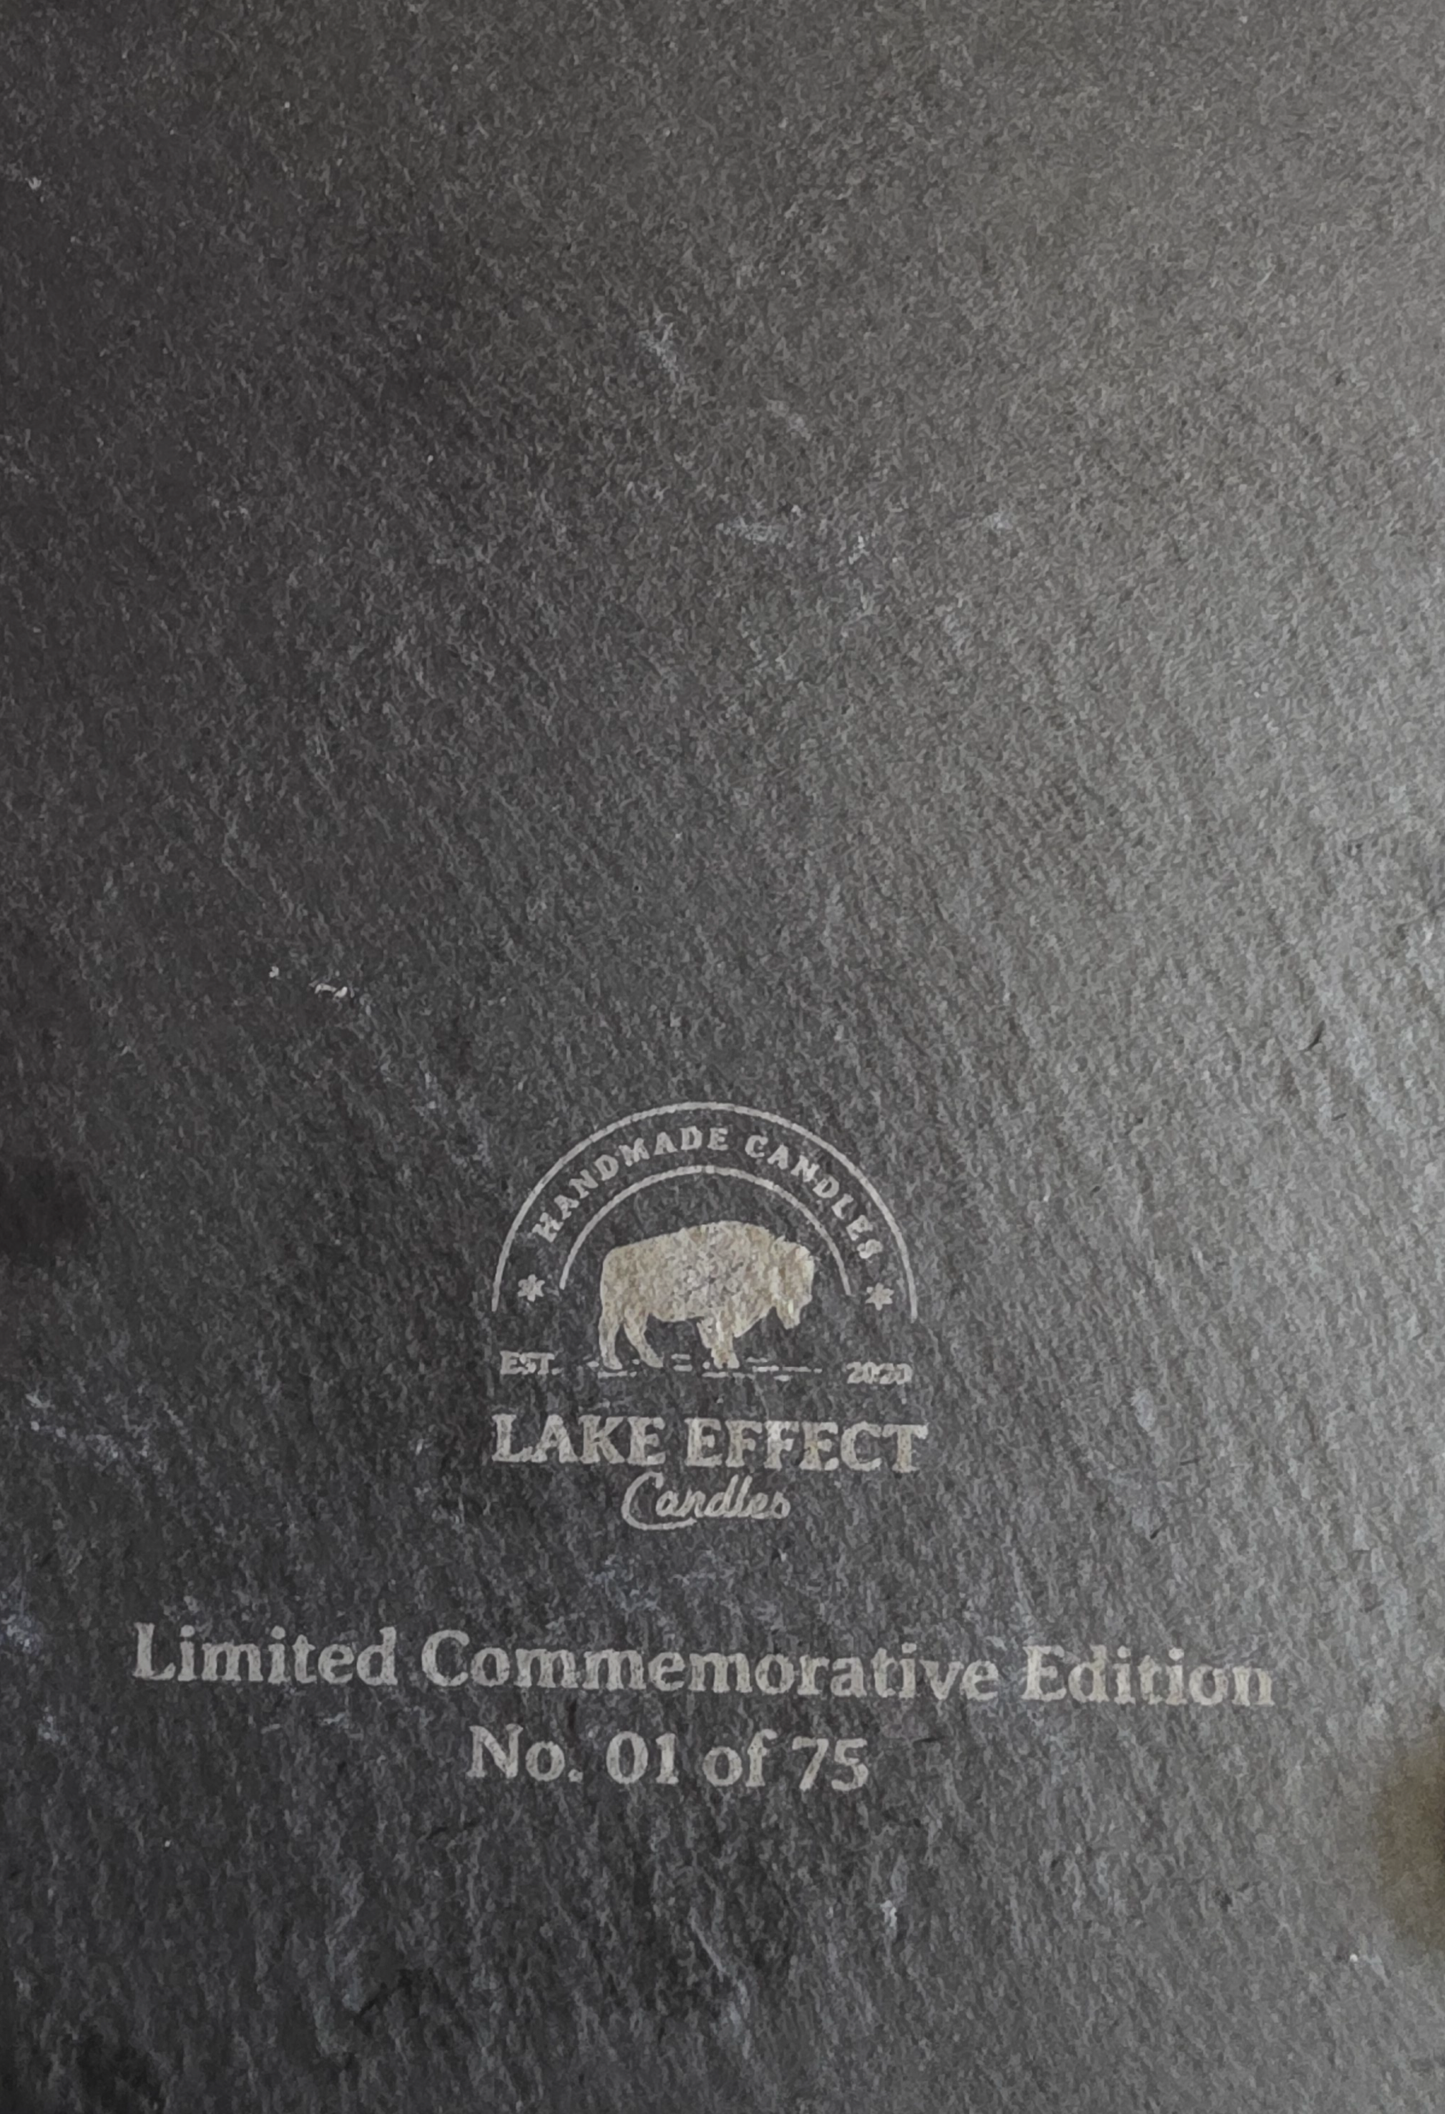 HANDMADE CANDLES
EST. 2020
LAKE EFFECT
Candles
Limited Commemorative Edition
No. 01 of 75